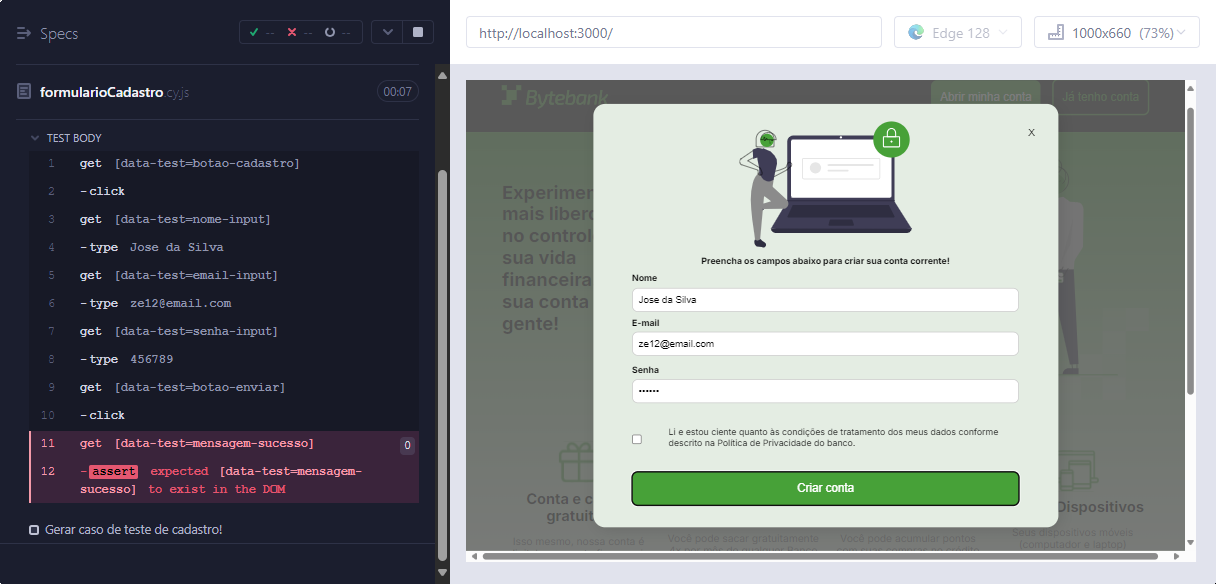 Specs
-- -- --
formularioCadastro.cy.js
00:07
TEST BODY
1 get [data-test=botao-cadastro]
2 -click
3 get [data-test=nome-input]
4 -type Jose da Silva
5 get [data-test=email-input]
6 -type ze12@email.com
7 get [data-test=senha-input]
8 -type 456789
9 get [data-test=botao-enviar]
10 -click
11 get [data-test=mensagem-sucesso] 0
12 -assert expected [data-test=mensagem-
sucesso] to exist in the DOM
Gerar caso de teste de cadastro!
http://localhost:3000/
Edge 128
1000x660 (73%)
Bytebank
Abrir minha conta
Já tenho conta
X
Experimen
mais liberd
no control
sua vida
financeira
sua conta
gente!
Preencha os campos abaixo para criar sua conta corrente!
Nome
Jose da Silva
E-mail
ze12@email.com
Senha
••••••
Li e estou ciente quanto às condições de tratamento dos meus dados conforme
descrito na Política de Privacidade do banco.
Criar conta
Conta e c
gratuit
Isso mesmo, nossa conta é
Você pode sacar gratuitamente
Você pode acumular pontos
Dispositivos
Seus dispositivos móveis
(computador e laptop)